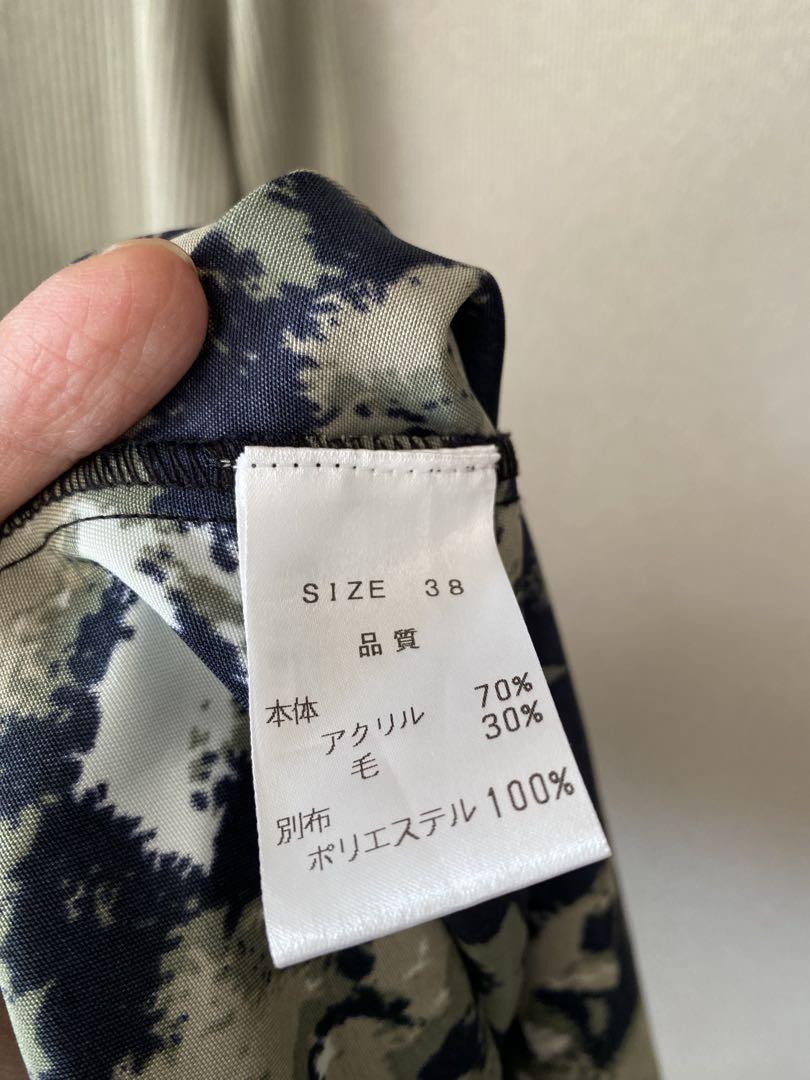 SIZE 38
品質
本体
アクリル 70%
毛 30%
別布
ポリエステル 100%